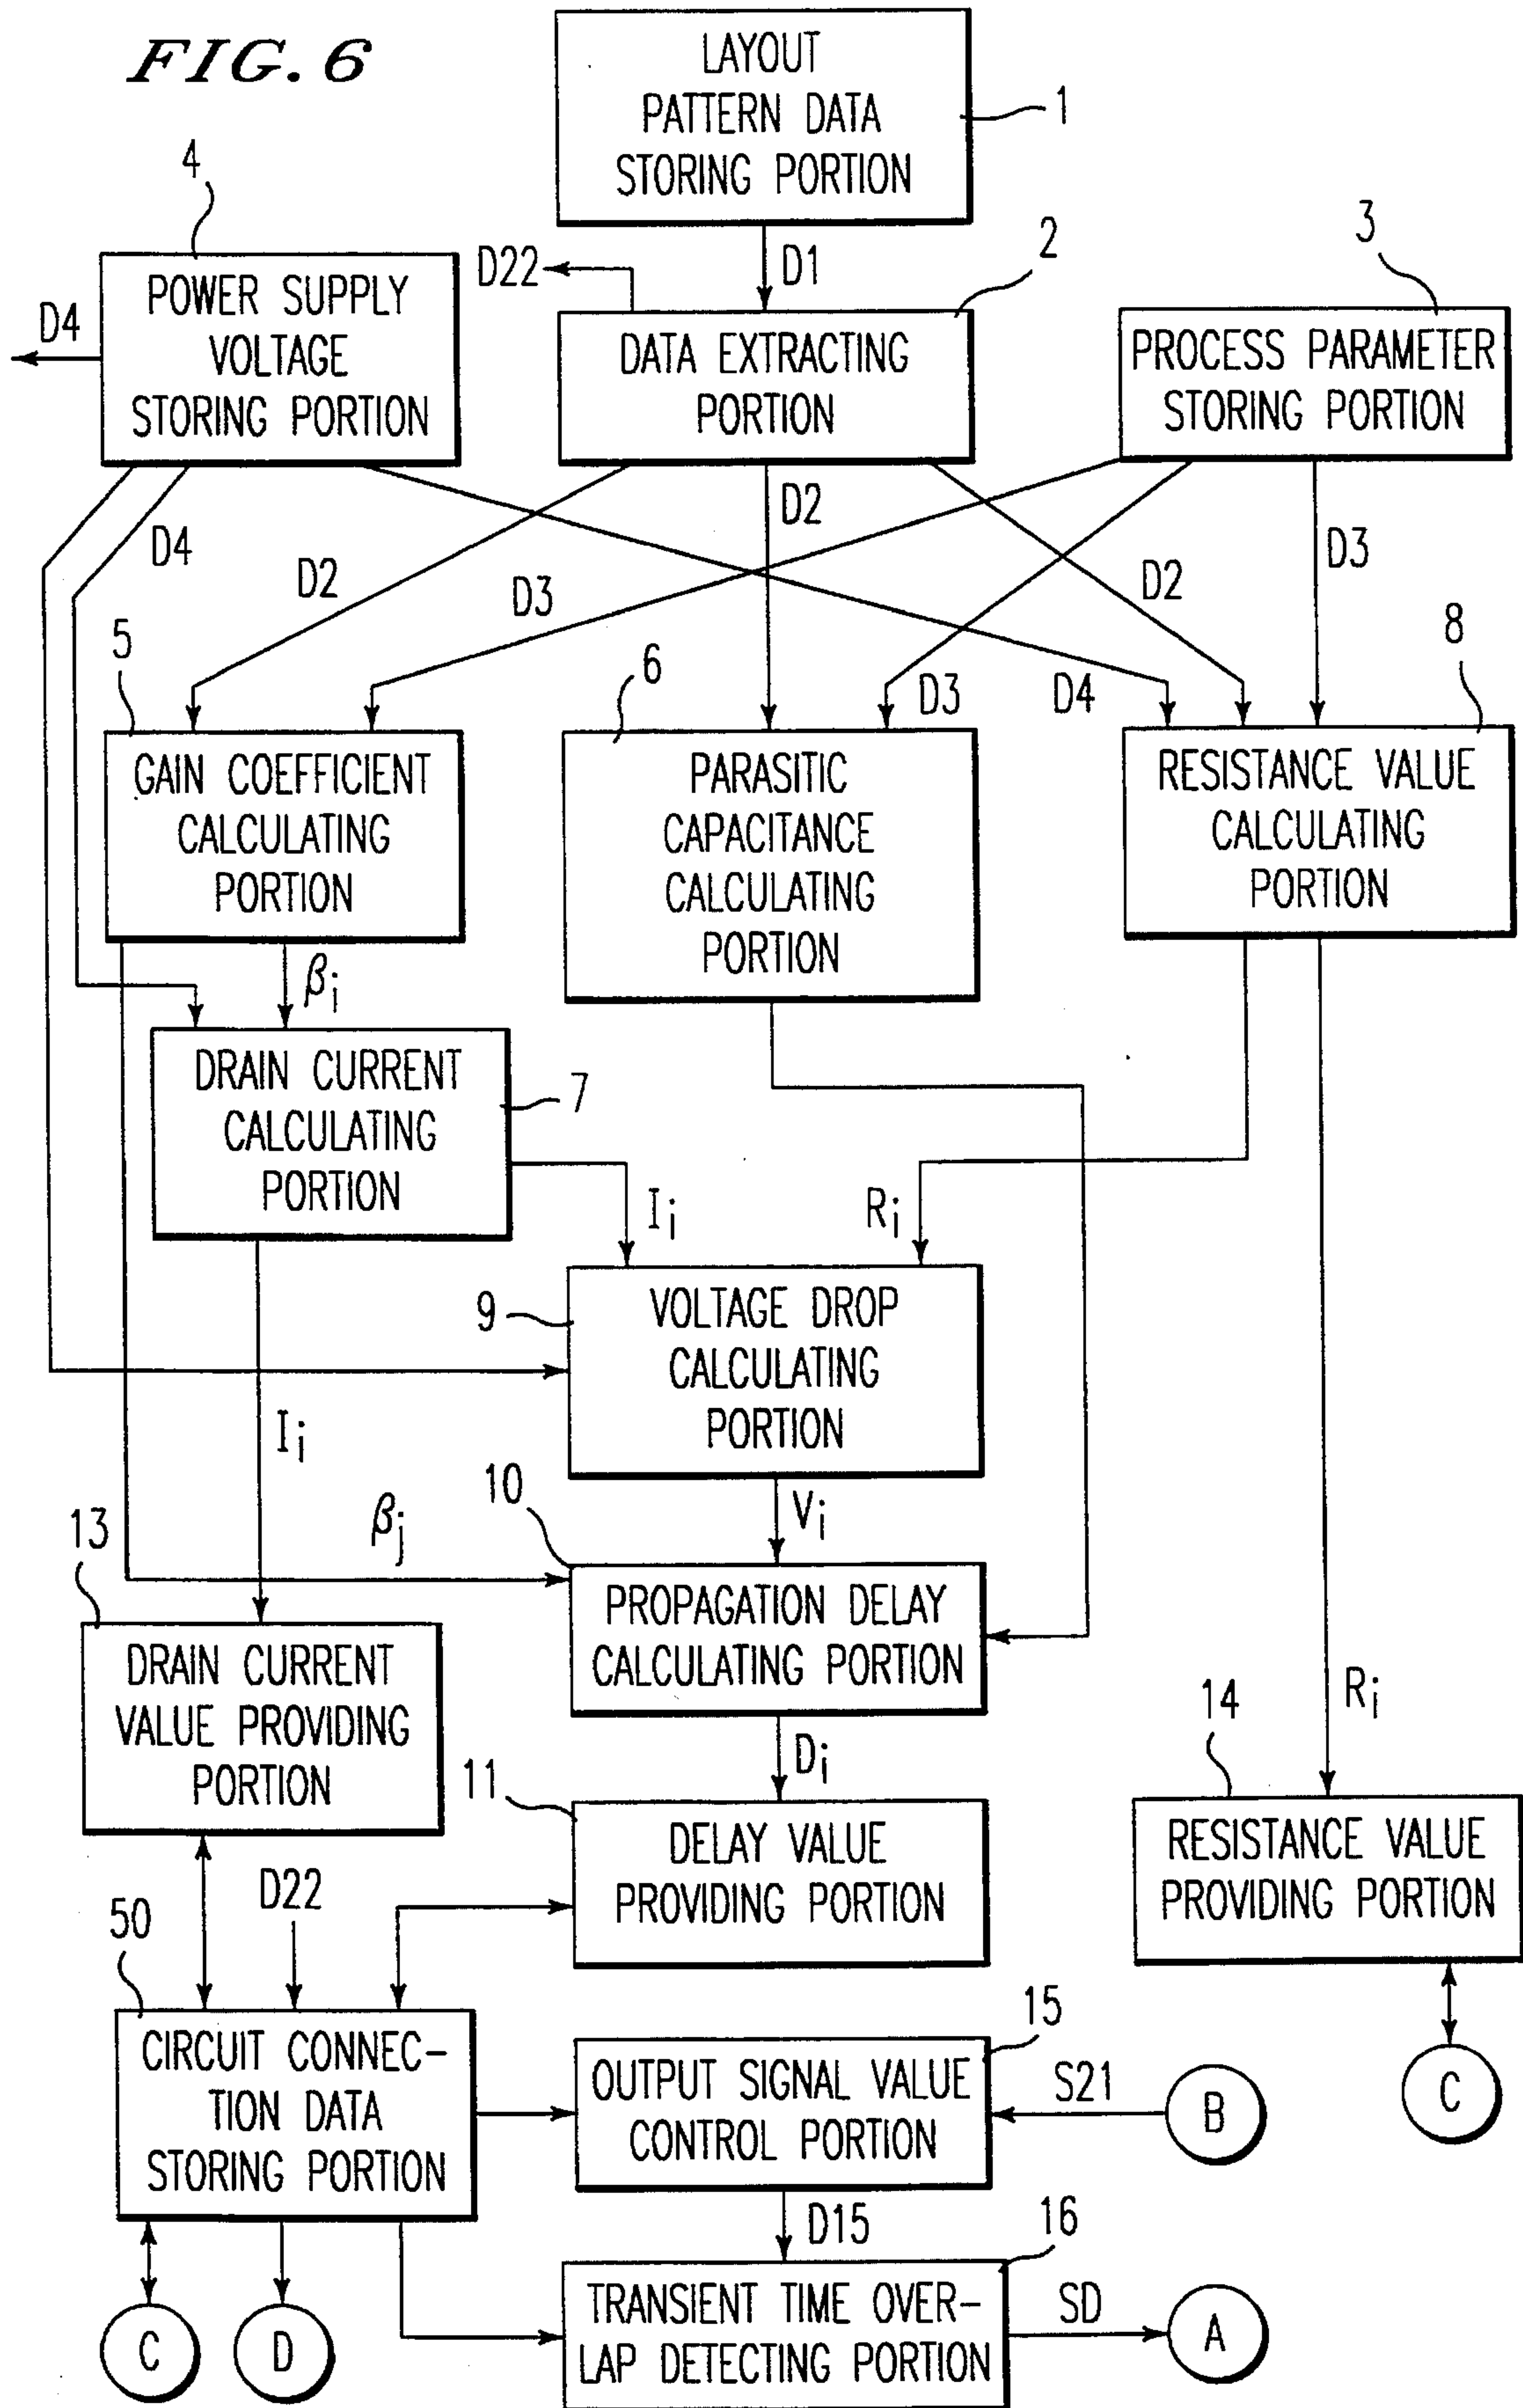 FIG. 6
LAYOUT
PATTERN DATA
STORING PORTION
1
4
2
3
D22
D1
D4
POWER SUPPLY
VOLTAGE
STORING PORTION
DATA EXTRACTING
PORTION
PROCESS PARAMETER
STORING PORTION
D4
D2
D3
D2
D2
D3
5
6
D3
D4
8
GAIN COEFFICIENT
CALCULATING
PORTION
PARASITIC
CAPACITANCE
CALCULATING
PORTION
RESISTANCE VALUE
CALCULATING
PORTION
βi
DRAIN CURRENT
CALCULATING
PORTION
7
Ii
Ri
9
VOLTAGE DROP
CALCULATING
PORTION
Ii
βj
10
Vi
13
PROPAGATION DELAY
CALCULATING PORTION
DRAIN CURRENT
VALUE PROVIDING
PORTION
Di
Ri
11
14
DELAY VALUE
PROVIDING PORTION
RESISTANCE VALUE
PROVIDING PORTION
D22
50
15
CIRCUIT CONNEC-
TION DATA
STORING PORTION
OUTPUT SIGNAL VALUE
CONTROL PORTION
S21
B
C
D15
16
TRANSIENT TIME OVER-
LAP DETECTING PORTION
SD
A
C
D